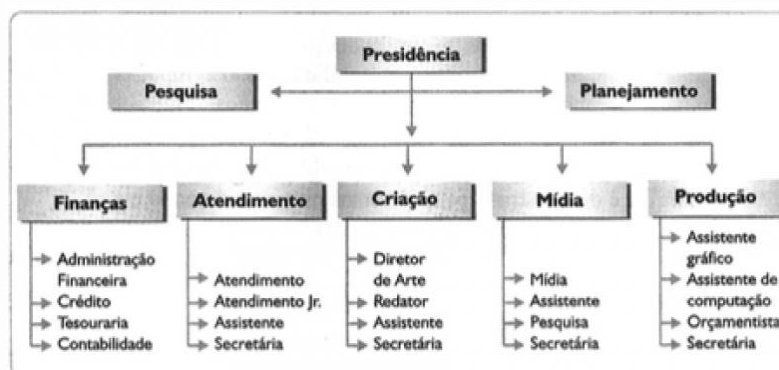 Presidência
Pesquisa
Planejamento
Finanças
Administração
Financeira
Crédito
Tesouraria
Contabilidade
Atendimento
Atendimento
Atendimento Jr.
Assistente
Secretária
Criação
Diretor
de Arte
Redator
Assistente
Secretária
Mídia
Mídia
Assistente
Pesquisa
Secretária
Produção
Assistente
gráfico
Assistente de
computação
Orçamentista
Secretária